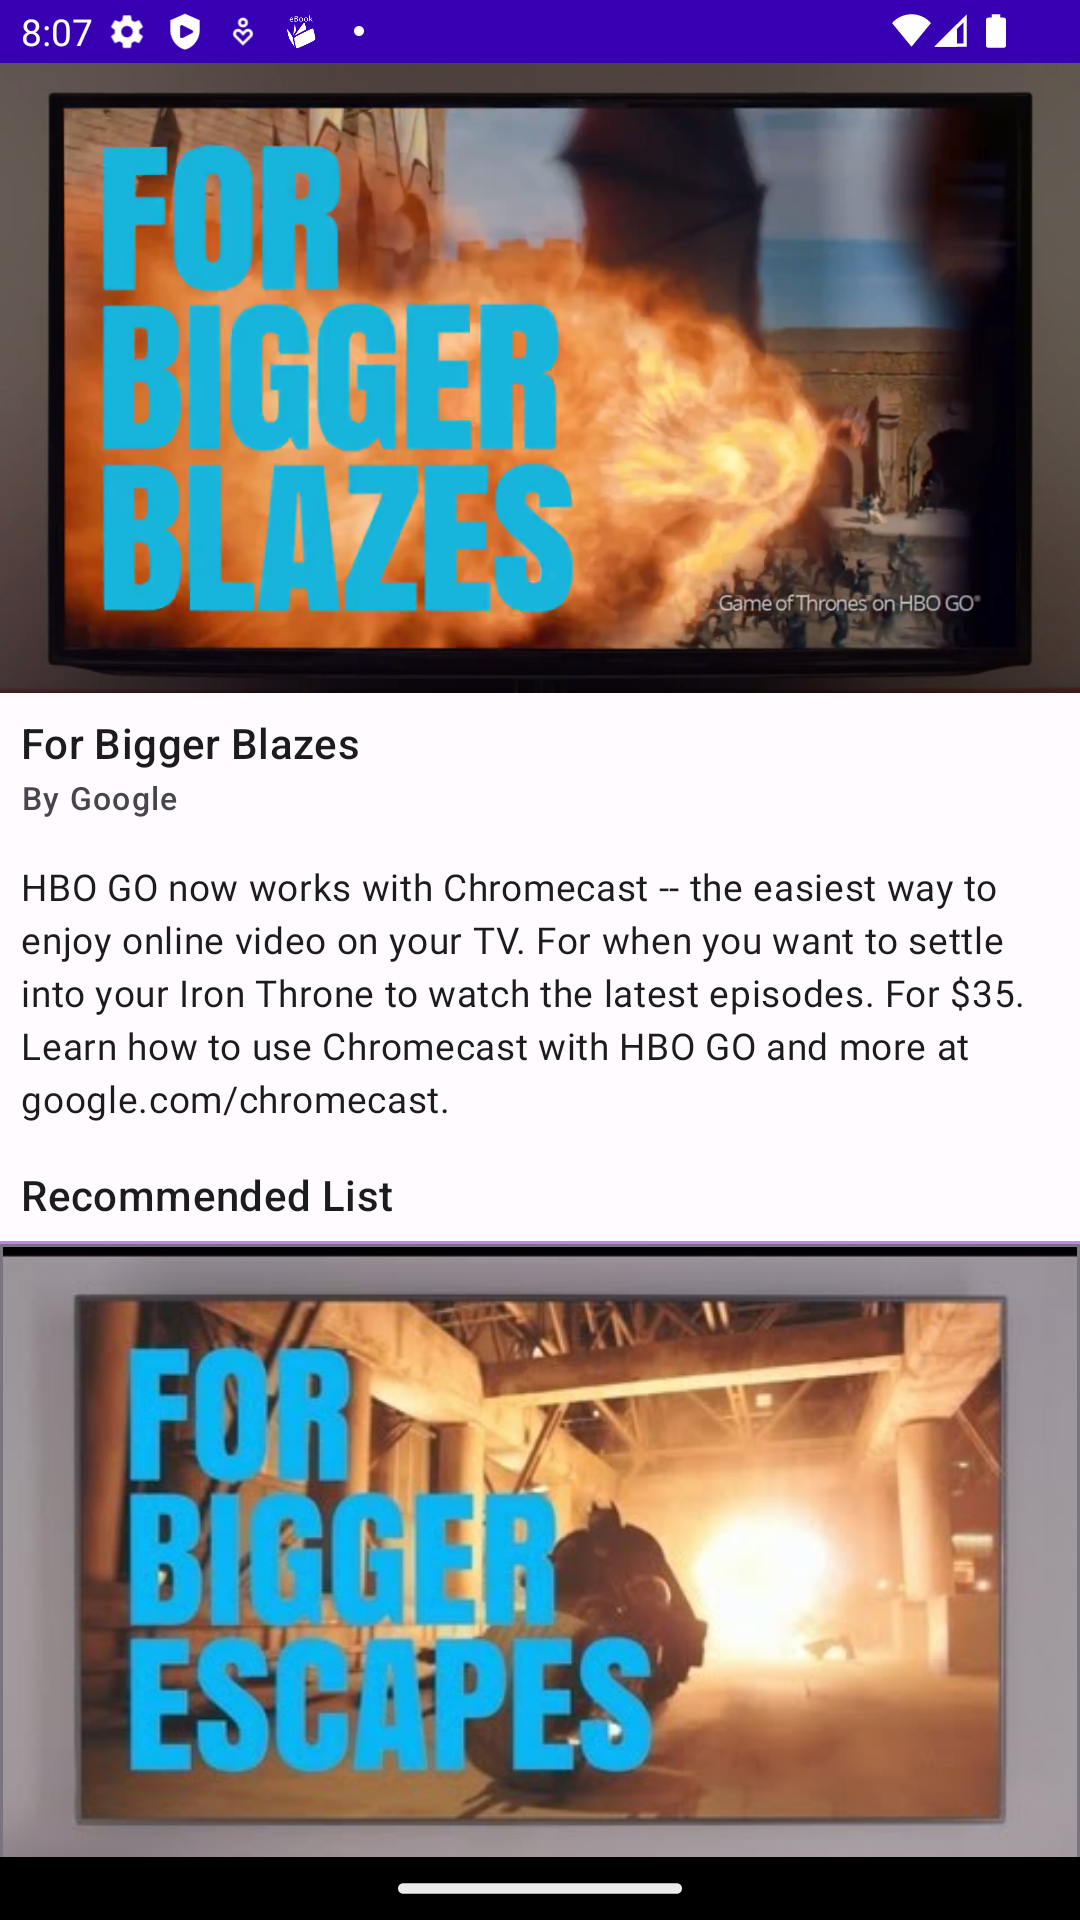 8:07
eBook
FOR
BIGGER
BLAZES
Game of Thrones on HBO GO®
For Bigger Blazes
By Google
HBO GO now works with Chromecast -- the easiest way to
enjoy online video on your TV. For when you want to settle
into your Iron Throne to watch the latest episodes. For $35.
Learn how to use Chromecast with HBO GO and more at
google.com/chromecast.
Recommended List
FOR
BIGGER
ESCAPES